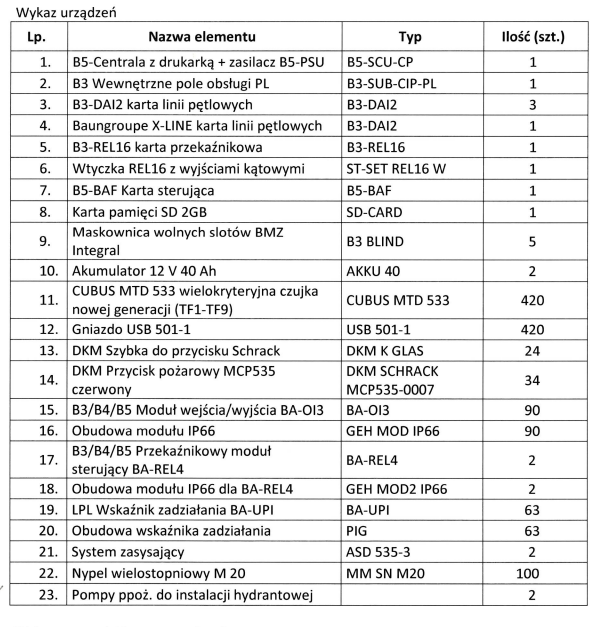 Wykaz urządzeń
Lp. Nazwa elementu Typ Ilość (szt.)
1. B5-Centrala z drukarką + zasilacz B5-PSU B5-SCU-CP 1
2. B3 Wewnętrzne pole obsługi PL B3-SUB-CIP-PL 1
3. B3-DAI2 karta linii pętlowych B3-DAI2 3
4. Baungroupe X-LINE karta linii pętlowych B3-DAI2 1
5. B3-REL16 karta przekaźnikowa B3-REL16 1
6. Wtyczka REL16 z wyjściami kątowymi ST-SET REL16 W 1
7. B5-BAF Karta sterująca B5-BAF 1
8. Karta pamięci SD 2GB SD-CARD 1
9. Maskownica wolnych slotów BMZ
Integral B3 BLIND 5
10. Akumulator 12 V 40 Ah AKKU 40 2
11. CUBUS MTD 533 wielokryteryjna czujka
nowej generacji (TF1-TF9) CUBUS MTD 533 420
12. Gniazdo USB 501-1 USB 501-1 420
13. DKM Szybka do przycisku Schrack DKM K GLAS 24
14. DKM Przycisk pożarowy MCP535
czerwony DKM SCHRACK
MCP535-0007 34
15. B3/B4/B5 Moduł wejścia/wyjścia BA-OI3 BA-OI3 90
16. Obudowa modułu IP66 GEH MOD IP66 90
17. B3/B4/B5 Przekaźnikowy moduł
sterujący BA-REL4 BA-REL4 2
18. Obudowa modułu IP66 dla BA-REL4 GEH MOD2 IP66 2
19. LPL Wskaźnik zadziałania BA-UPI BA-UPI 63
20. Obudowa wskaźnika zadziałania PIG 63
21. System zasysający ASD 535-3 2
22. Nypel wielostopniowy M 20 MM SN M20 100
23. Pompy ppoż. do instalacji hydrantowej 2